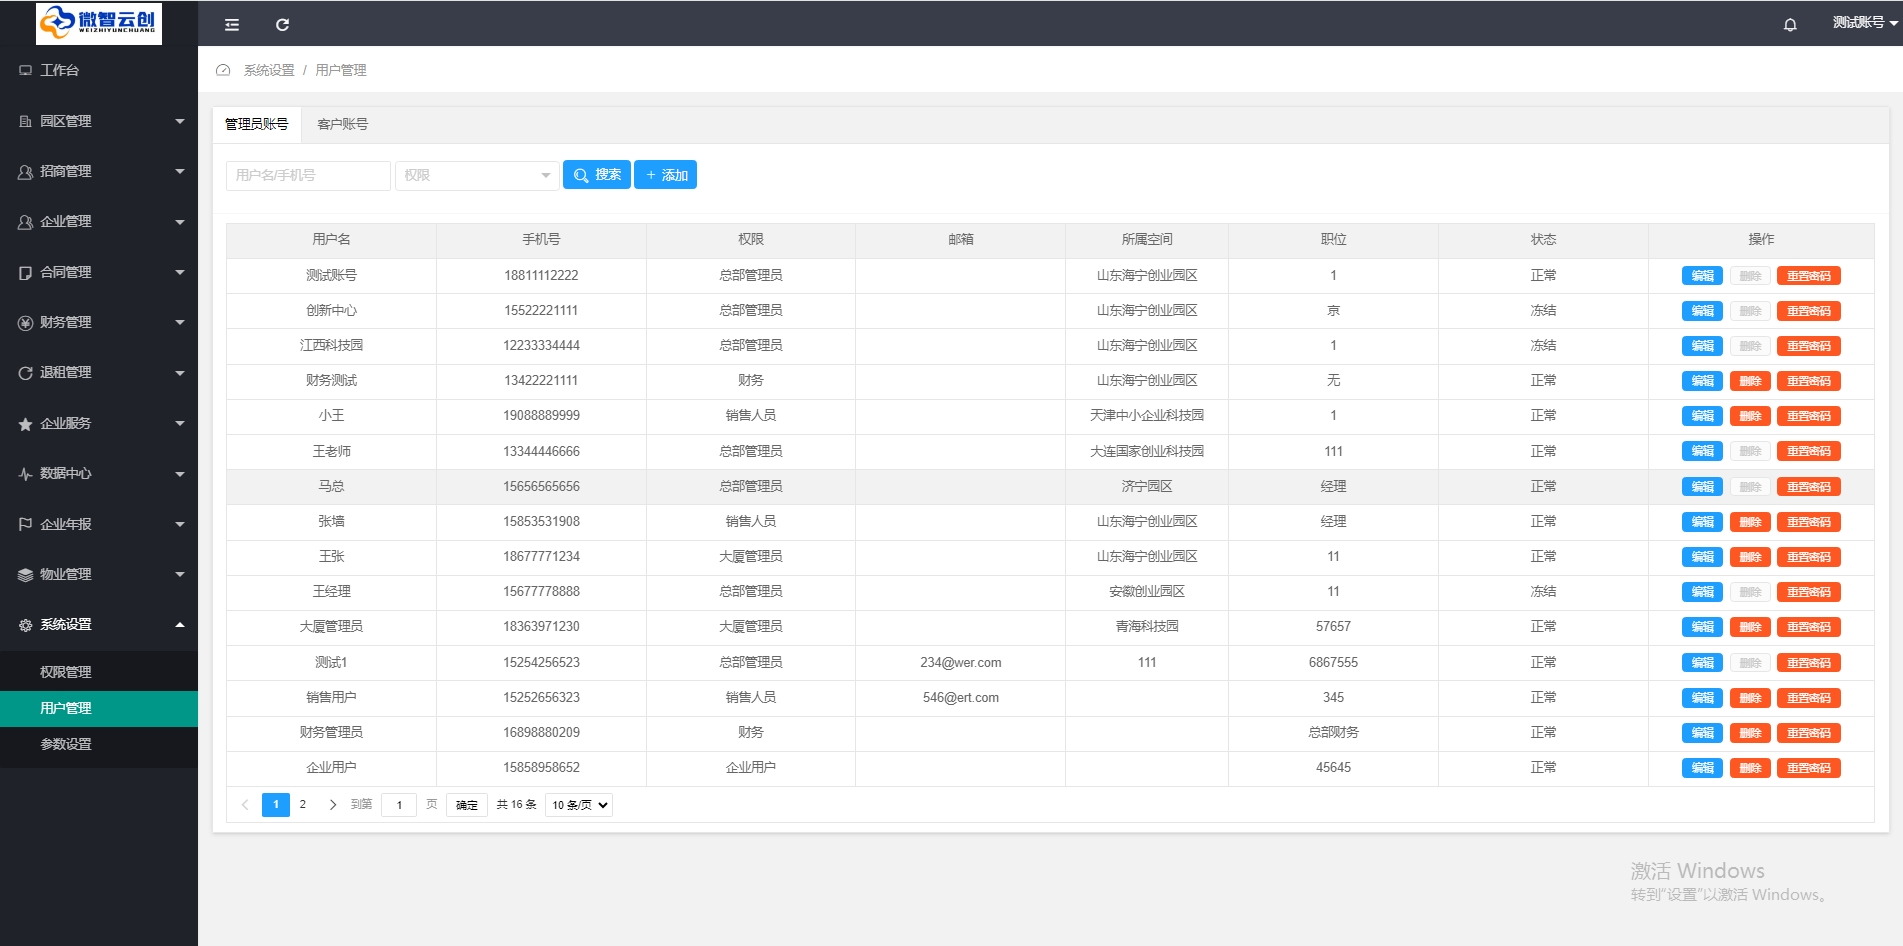 微智云创
WEIZHIYUNCHUANG
测试账号
工作台
园区管理
招商管理
企业管理
合同管理
财务管理
退租管理
企业服务
数据中心
企业年报
物业管理
系统设置
权限管理
用户管理
参数设置
系统设置 / 用户管理
管理员账号 客户账号
用户名/手机号 权限 搜索 + 添加
用户名 手机号 权限 邮箱 所属空间 职位 状态 操作
测试账号 18811112222 总部管理员 山东海宁创业园区 1 正常 编辑 删除 重置密码
创新中心 15522221111 总部管理员 山东海宁创业园区 京 冻结 编辑 删除 重置密码
江西科技园 12233334444 总部管理员 山东海宁创业园区 1 冻结 编辑 删除 重置密码
财务测试 13422221111 财务 山东海宁创业园区 无 正常 编辑 删除 重置密码
小王 19088889999 销售人员 天津中小企业科技园 1 正常 编辑 删除 重置密码
王老师 13344446666 总部管理员 大连国家创业科技园 111 正常 编辑 删除 重置密码
马总 15656565656 总部管理员 济宁园区 经理 正常 编辑 删除 重置密码
张墙 15853531908 销售人员 山东海宁创业园区 经理 正常 编辑 删除 重置密码
王张 18677771234 大厦管理员 山东海宁创业园区 11 正常 编辑 删除 重置密码
王经理 15677778888 总部管理员 安徽创业园区 11 冻结 编辑 删除 重置密码
大厦管理员 18363971230 大厦管理员 青海科技园 57657 正常 编辑 删除 重置密码
测试1 15254256523 总部管理员 234@wer.com 111 6867555 正常 编辑 删除 重置密码
销售用户 15252656323 销售人员 546@ert.com 345 正常 编辑 删除 重置密码
财务管理员 16898880209 财务 总部财务 正常 编辑 删除 重置密码
企业用户 15858958652 企业用户 45645 正常 编辑 删除 重置密码
1 2 到第 1 页 确定 共 16 条 10 条/页
激活 Windows
转到“设置”以激活 Windows。